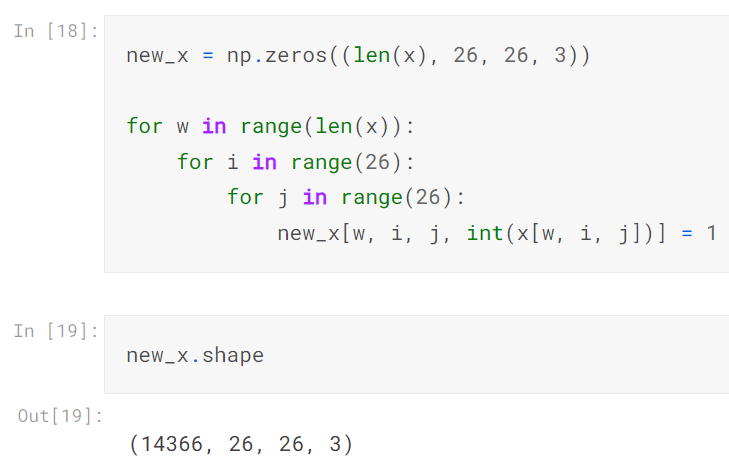 In [18]:
new_x = np.zeros((len(x), 26, 26, 3))
for w in range(len(x)):
    for i in range(26):
        for j in range(26):
            new_x[w, i, j, int(x[w, i, j])] = 1
In [19]:
new_x.shape
Out[19]:
(14366, 26, 26, 3)